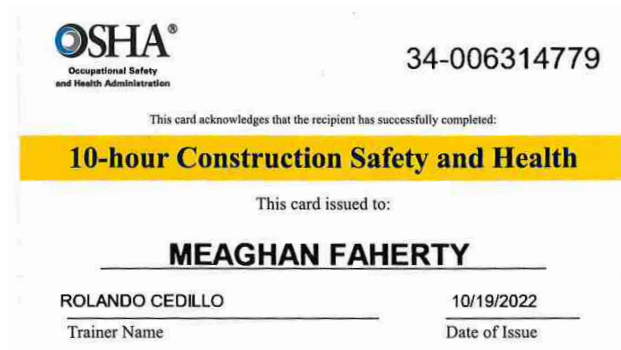 OSHA®
Occupational Safety
and Health Administration
34-006314779
This card acknowledges that the recipient has successfully completed:
10-hour Construction Safety and Health
This card issued to:
MEAGHAN FAHERTY
ROLANDO CEDILLO
10/19/2022
Trainer Name
Date of Issue